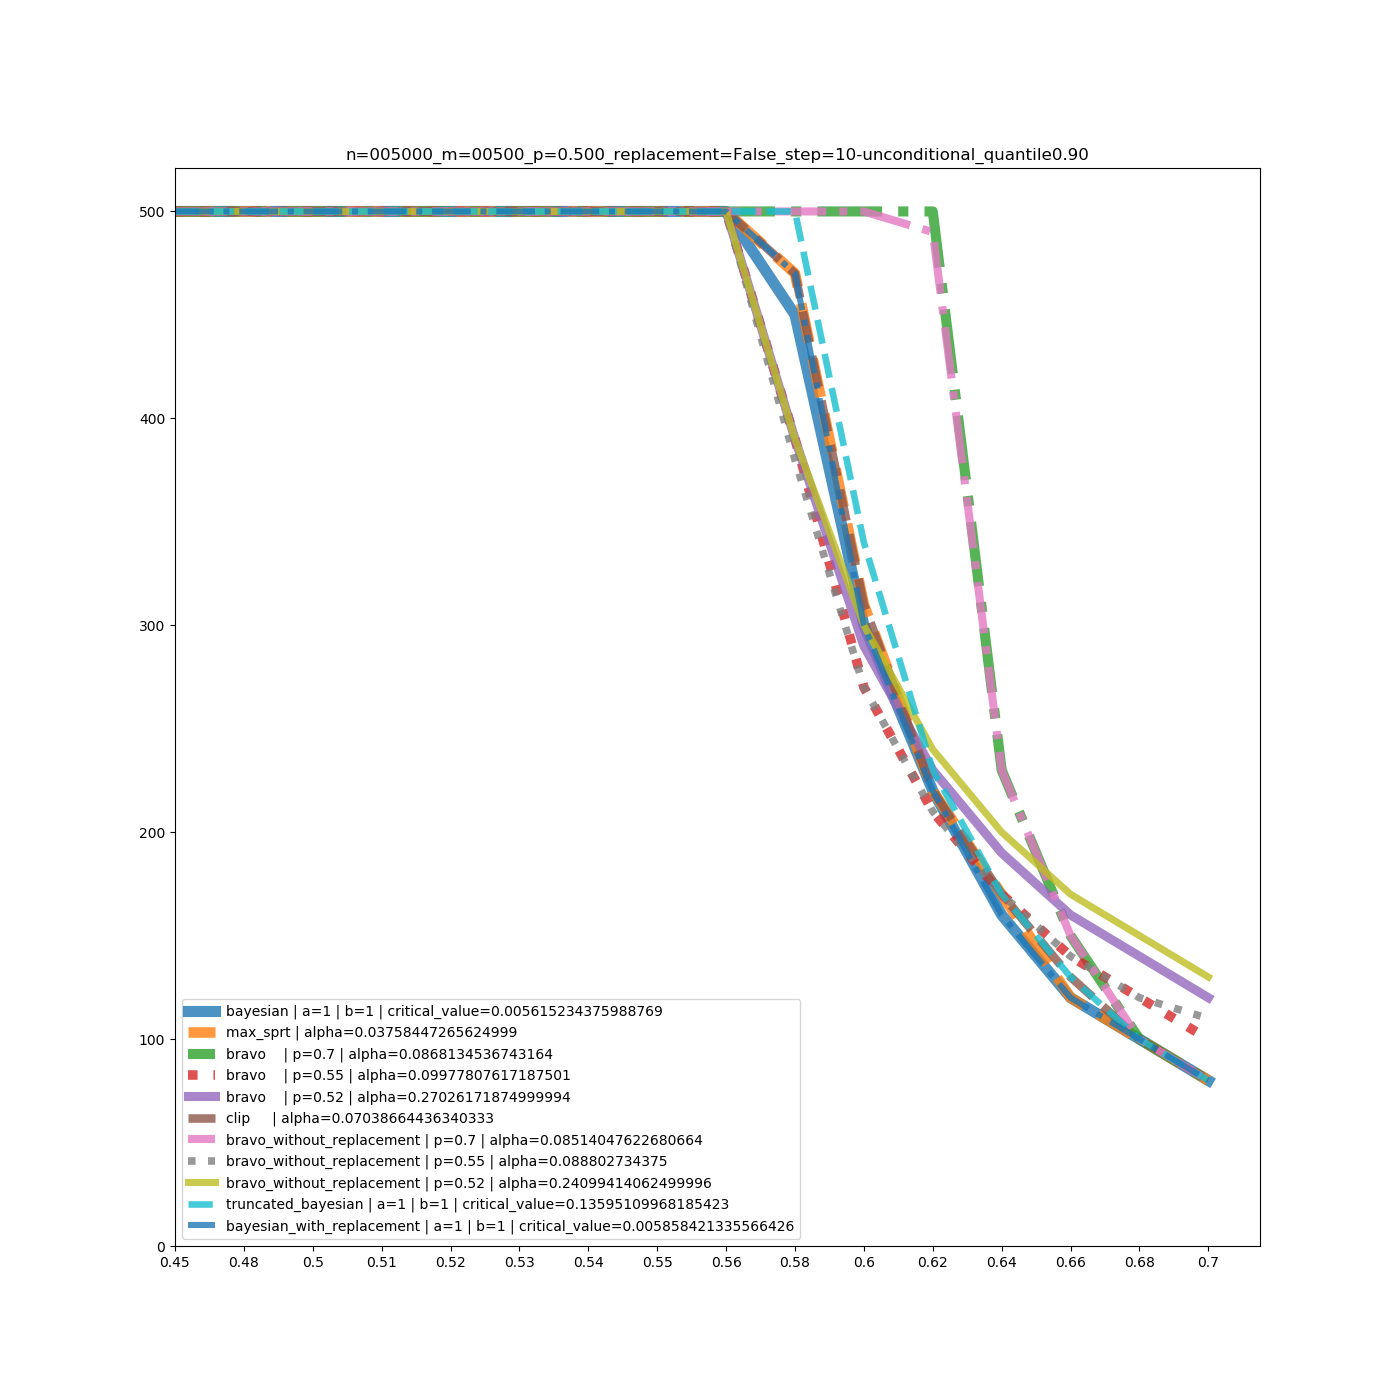 n=005000_m=00500_p=0.500_replacement=False_step=10-unconditional_quantile0.90
500
400
300
200
100
0
bayesian | a=1 | b=1 | critical_value=0.005615234375988769
max_sprt | alpha=0.03758447265624999
bravo    | p=0.7 | alpha=0.0868134536743164
bravo    | p=0.55 | alpha=0.09977807617187501
bravo    | p=0.52 | alpha=0.27026171874999994
clip     | alpha=0.07038664436340333
bravo_without_replacement | p=0.7 | alpha=0.08514047622680664
bravo_without_replacement | p=0.55 | alpha=0.088802734375
bravo_without_replacement | p=0.52 | alpha=0.24099414062499996
truncated_bayesian | a=1 | b=1 | critical_value=0.13595109968185423
bayesian_with_replacement | a=1 | b=1 | critical_value=0.005858421335566426
0.45 0.48 0.5 0.51 0.52 0.53 0.54 0.55 0.56 0.58 0.6 0.62 0.64 0.66 0.68 0.7